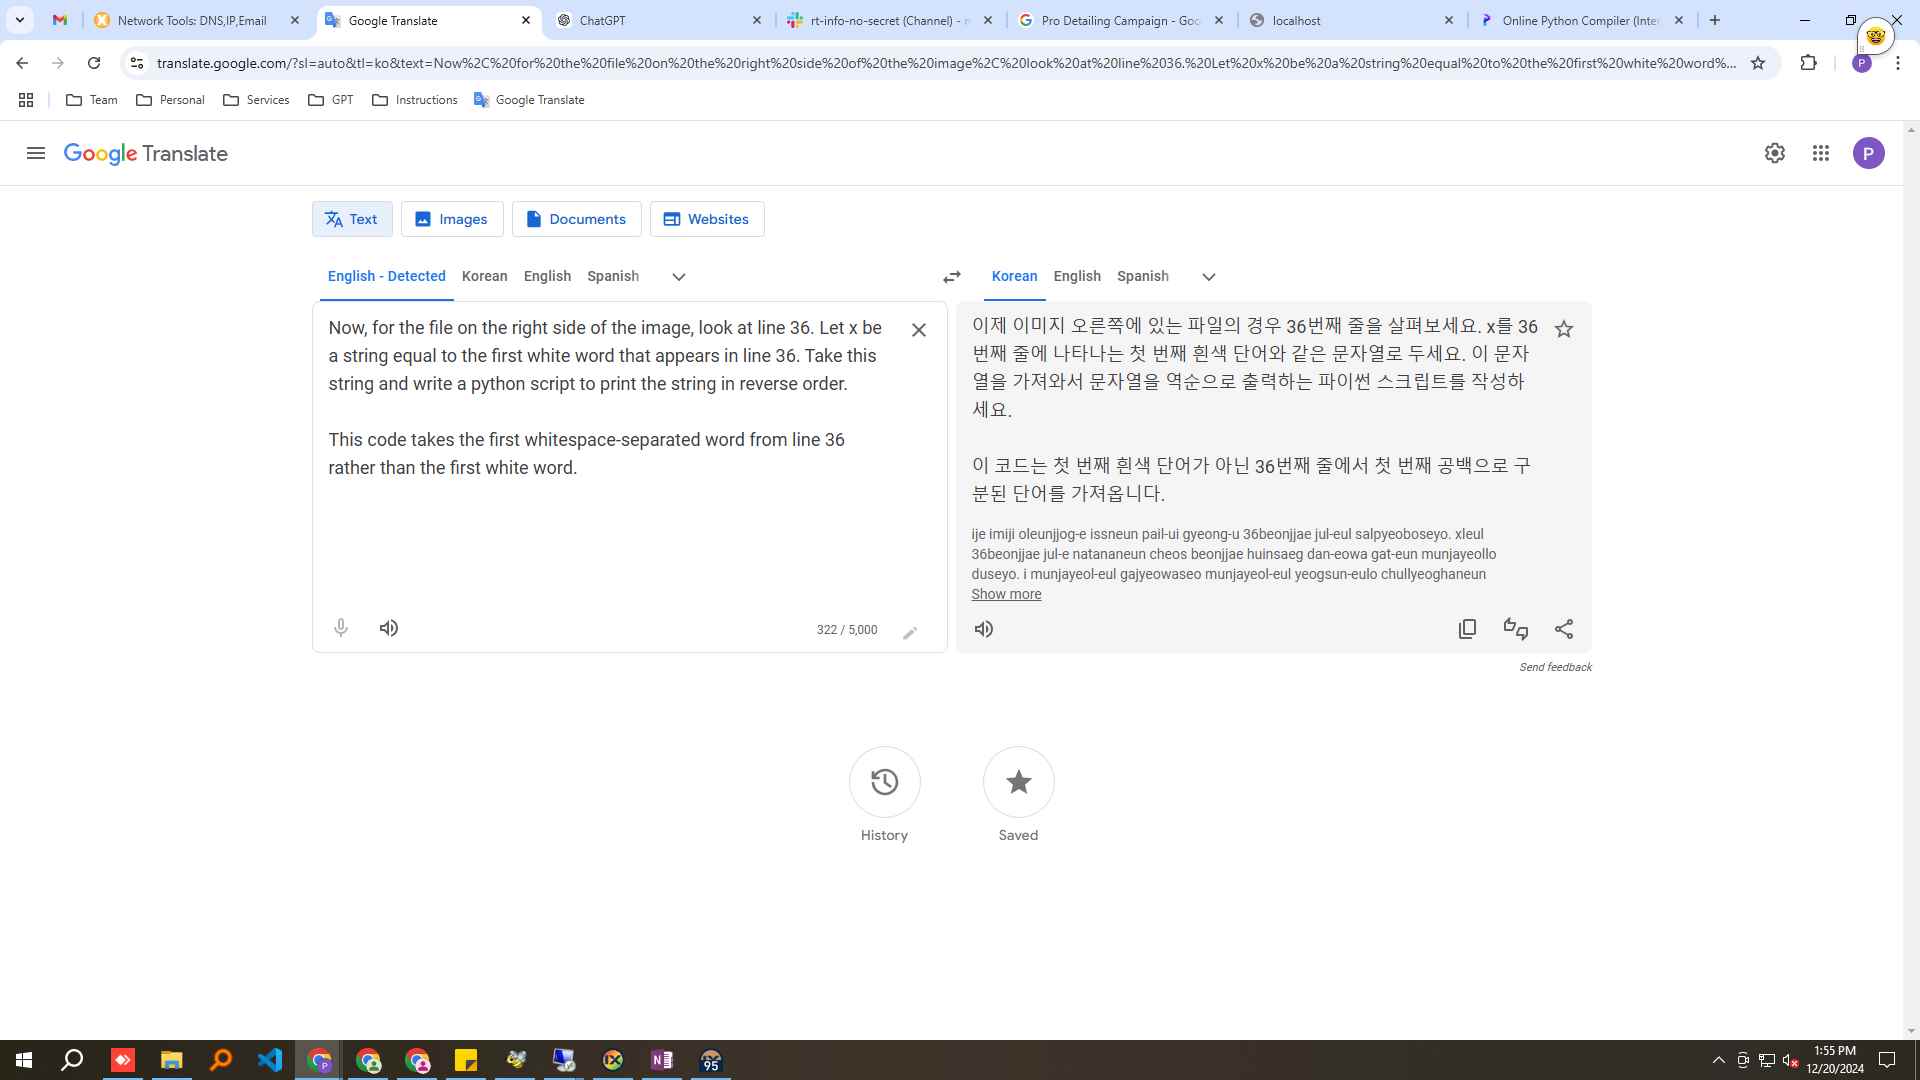 Network Tools: DNS,IP,Email
Google Translate
ChatGPT
rt-info-no-secret (Channel) -
Pro Detailing Campaign - Goo
localhost
Online Python Compiler (Inter
translate.google.com/?sl=auto&tl=ko&text=Now%2C%20for%20the%20file%20on%20the%20right%20side%20of%20the%20image%2C%20look%20at%20line%2036.%20Let%20x%20be%20a%20string%20equal%20to%20the%20first%20white%20word%...
P
Team
Personal
Services
GPT
Instructions
Google Translate
Google Translate
P
Text
Images
Documents
Websites
English - Detected Korean English Spanish
Korean English Spanish
Now, for the file on the right side of the image, look at line 36. Let x be
a string equal to the first white word that appears in line 36. Take this
string and write a python script to print the string in reverse order.
This code takes the first whitespace-separated word from line 36
rather than the first white word.
322 / 5,000
이제 이미지 오른쪽에 있는 파일의 경우 36번째 줄을 살펴보세요. x를 36
번째 줄에 나타나는 첫 번째 흰색 단어와 같은 문자열로 두세요. 이 문자
열을 가져와서 문자열을 역순으로 출력하는 파이썬 스크립트를 작성하
세요.
이 코드는 첫 번째 흰색 단어가 아닌 36번째 줄에서 첫 번째 공백으로 구
분된 단어를 가져옵니다.
ije imiji oleunjjog-e issneun pail-ui gyeong-u 36beonjjae jul-eul salpyeoboseyo. xleul
36beonjjae jul-e natananeun cheos beonjjae huinsaeg dan-eowa gat-eun munjayeollo
duseyo. i munjayeol-eul gajyeowaseo munjayeol-eul yeogsun-eulo chullyeoghaneun
Show more
Send feedback
History
Saved
P
95
1:55 PM
12/20/2024